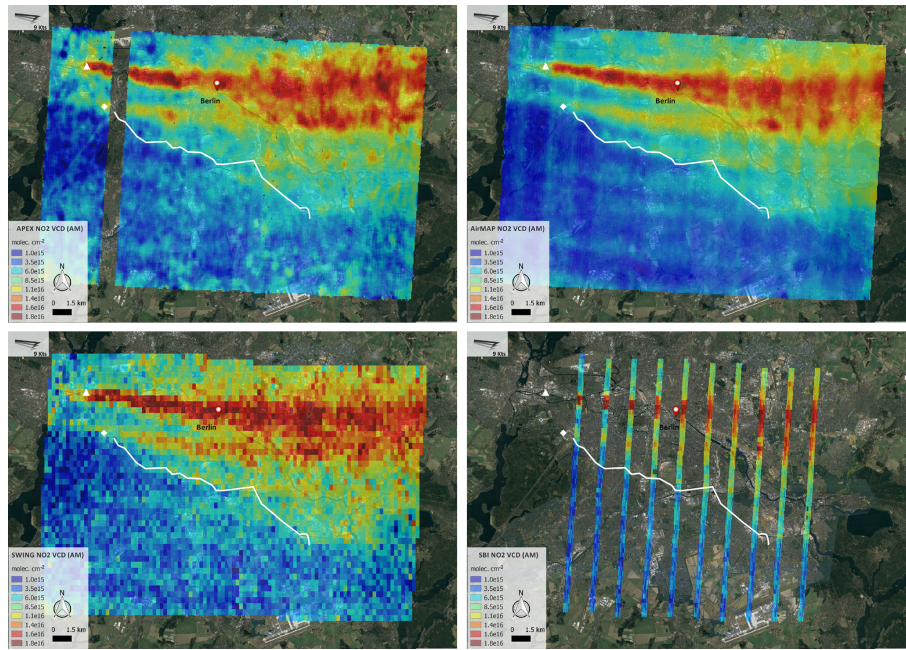 9 Kts
Berlin
APEX NO2 VCD (AM)
molec. cm-2
1.0e15
3.5e15
6.0e15
8.5e15
1.1e16
1.4e16
1.6e16
1.8e16
N
0 1.5 km
9 Kts
Berlin
AirMAP NO2 VCD (AM)
molec. cm-2
1.0e15
3.5e15
6.0e15
8.5e15
1.1e16
1.4e16
1.6e16
1.8e16
N
0 1.5 km
9 Kts
Berlin
SWING NO2 VCD (AM)
molec. cm-2
1.0e15
3.5e15
6.0e15
8.5e15
1.1e16
1.4e16
1.6e16
1.8e16
N
0 1.5 km
9 Kts
Berlin
SBI NO2 VCD (AM)
molec. cm-2
1.0e15
3.5e15
6.0e15
8.5e15
1.1e16
1.4e16
1.6e16
1.8e16
N
0 1.5 km